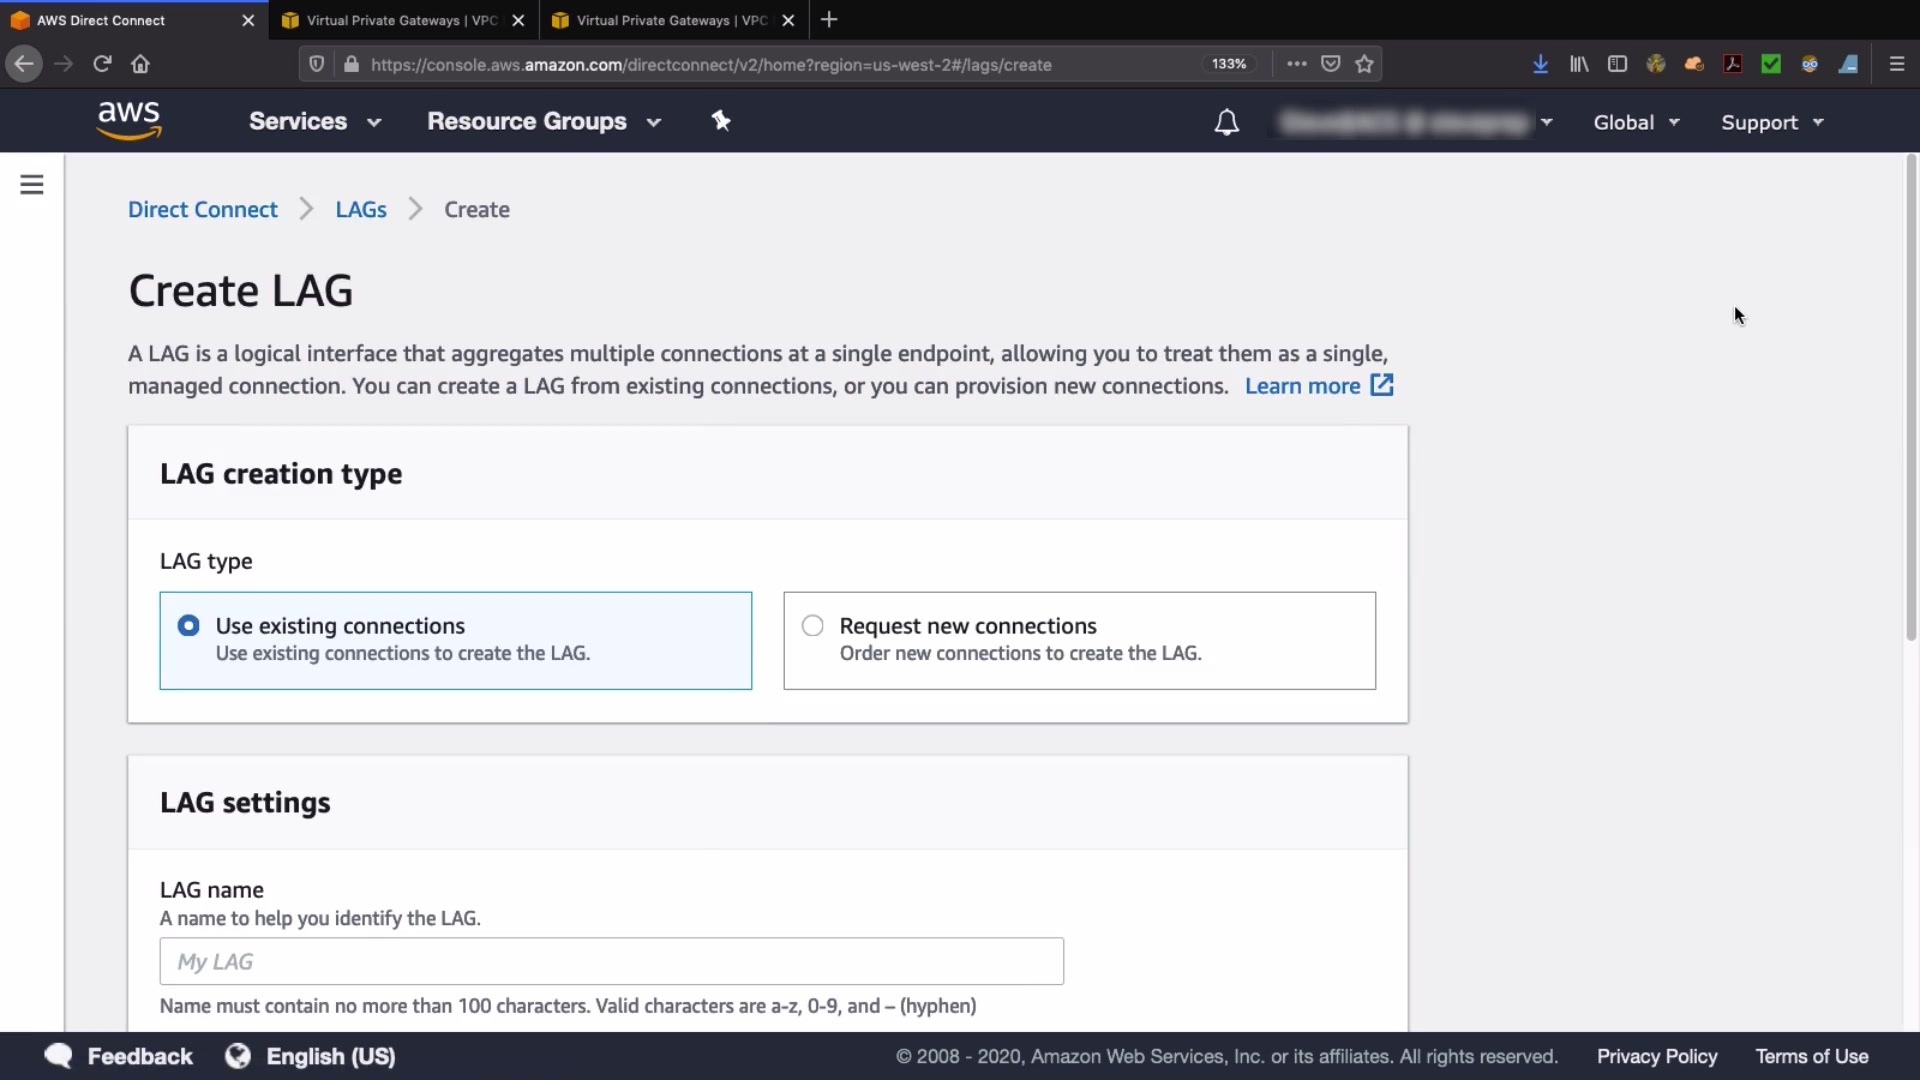 AWS Direct Connect
Virtual Private Gateways | VPC
Virtual Private Gateways | VPC
https://console.aws.amazon.com/directconnect/v2/home?region=us-west-2#/lags/create
133%
aws
Services
Resource Groups
Global
Support
Direct Connect
LAGs
Create
Create LAG
A LAG is a logical interface that aggregates multiple connections at a single endpoint, allowing you to treat them as a single,
managed connection. You can create a LAG from existing connections, or you can provision new connections. Learn more
LAG creation type
LAG type
Use existing connections
Use existing connections to create the LAG.
Request new connections
Order new connections to create the LAG.
LAG settings
LAG name
A name to help you identify the LAG.
My LAG
Name must contain no more than 100 characters. Valid characters are a-z, 0-9, and – (hyphen)
Feedback
English (US)
© 2008 - 2020, Amazon Web Services, Inc. or its affiliates. All rights reserved.
Privacy Policy
Terms of Use